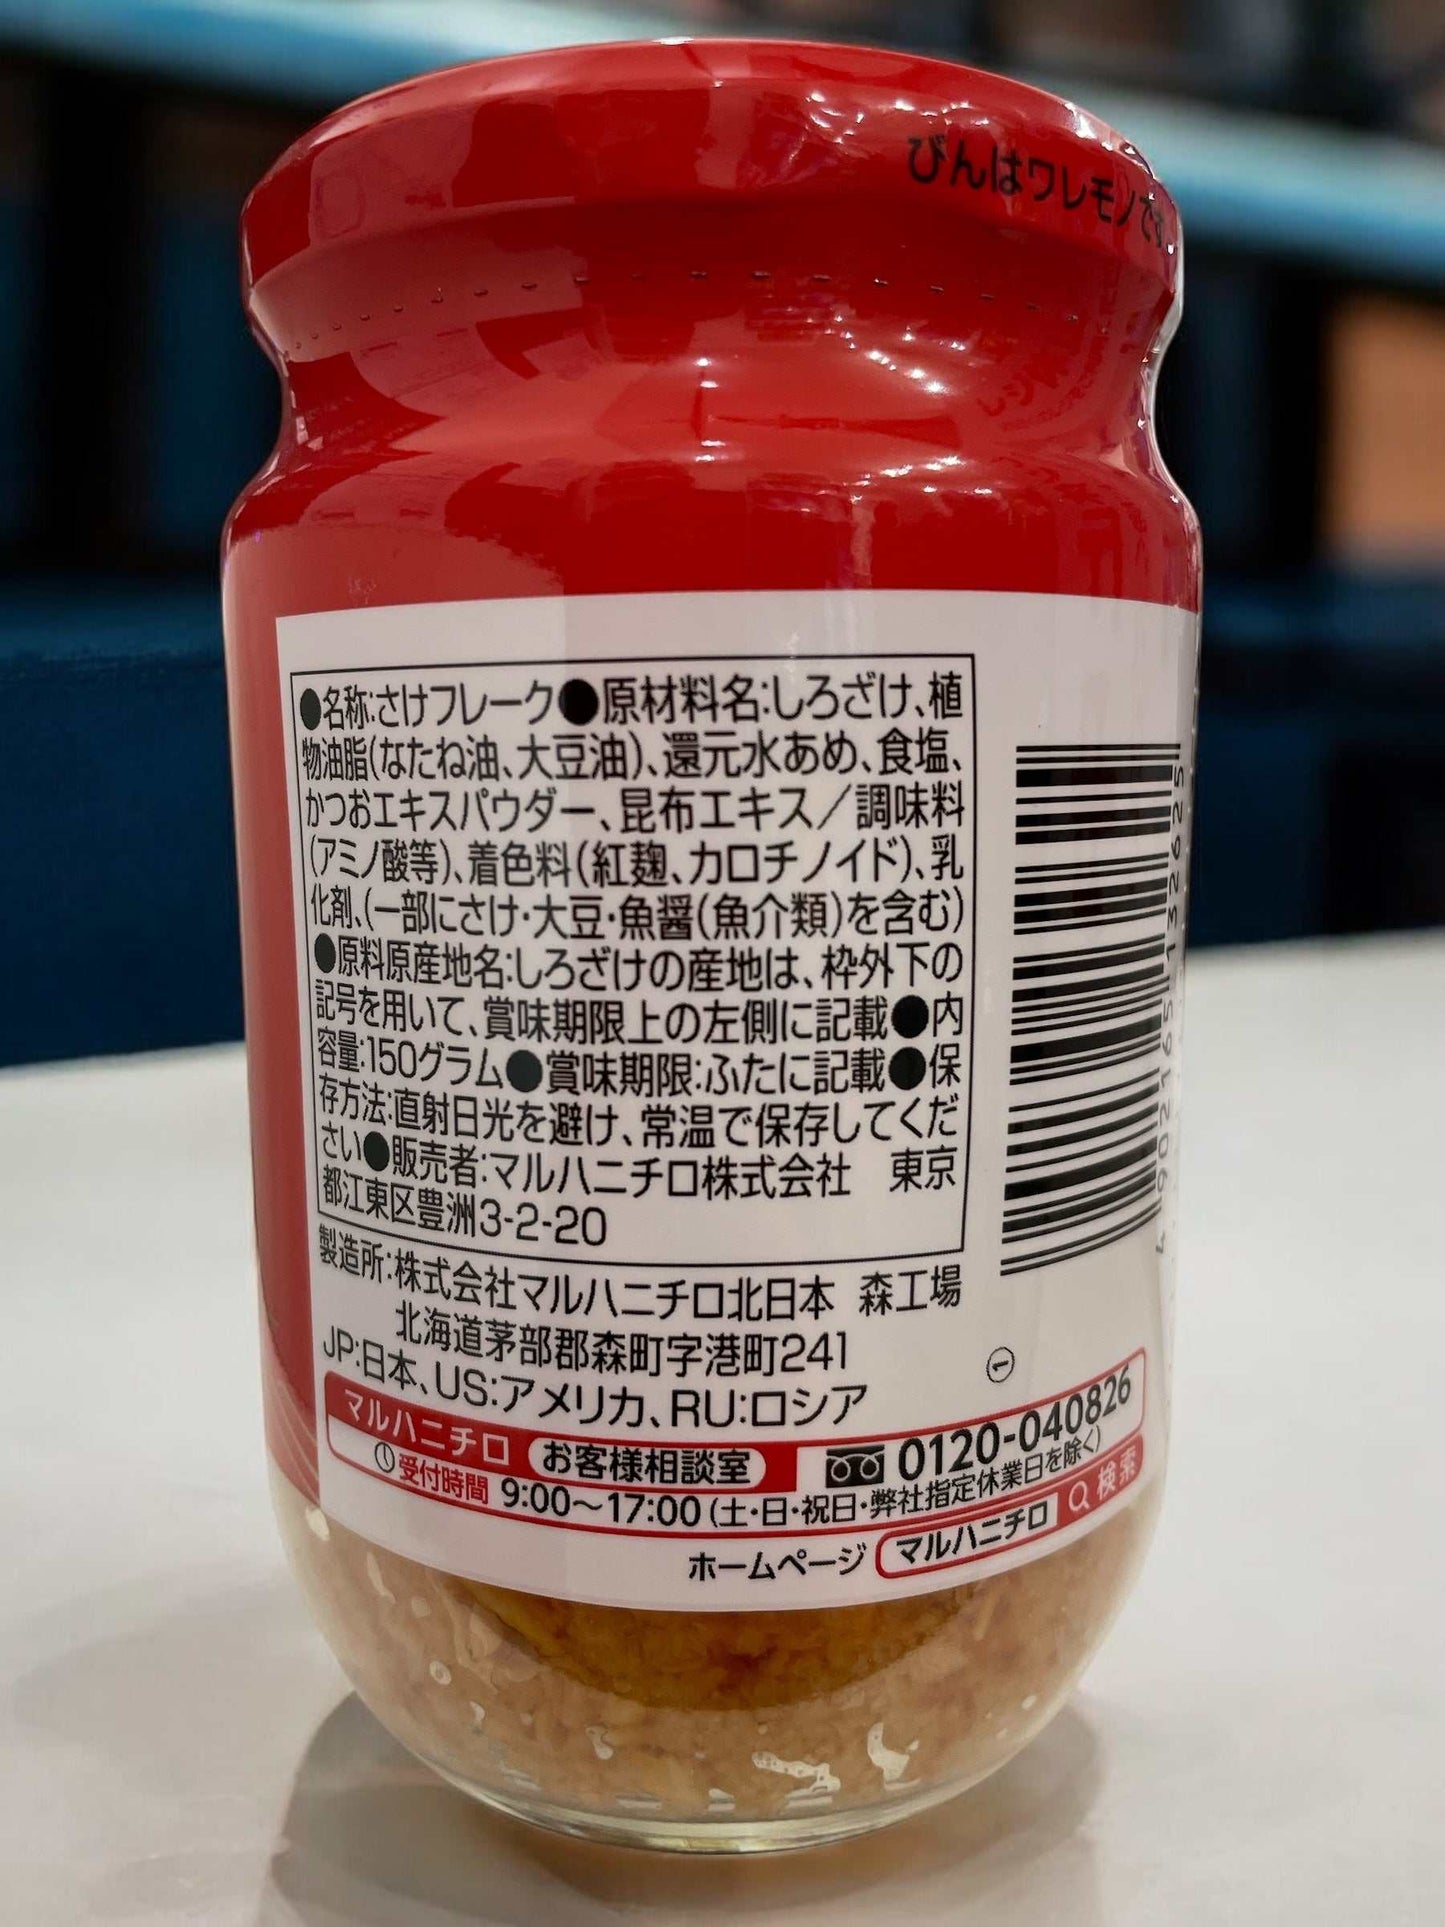 びんはワレモノです
●名称:さけフレーク●原材料名:しろざけ、植
物油脂(なたね油、大豆油)、還元水あめ、食塩、
かつおエキスパウダー、昆布エキス／調味料
(アミノ酸等)、着色料(紅麹、カロチノイド)、乳
化剤、(一部にさけ・大豆・魚醤(魚介類)を含む)
●原料原産地名:しろざけの産地は、枠外下の
記号を用いて、賞味期限上の左側に記載●内
容量:150グラム●賞味期限:ふたに記載●保
存方法:直射日光を避け、常温で保存してくだ
さい●販売者:マルハニチロ株式会社　東京
都江東区豊洲3-2-20
製造所:株式会社マルハニチロ北日本　森工場
北海道茅部郡森町字港町241
JP:日本、US:アメリカ、RU:ロシア
マルハニチロ お客様相談室 0120-040826
受付時間 9:00～17:00(土・日・祝日・弊社指定休業日を除く)
ホームページ マルハニチロ 検索
4 902165 132625
①